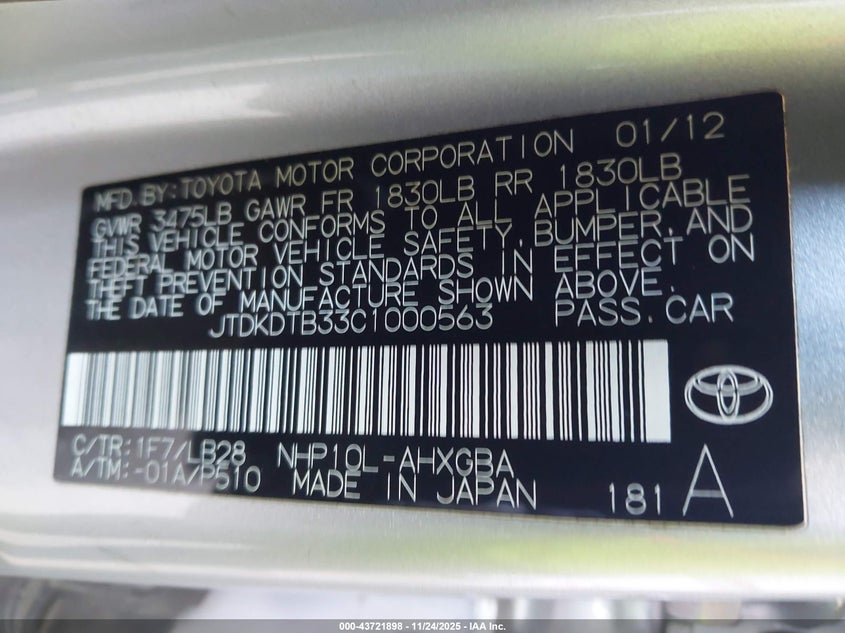 MFD.BY:TOYOTA MOTOR CORPORATION 01/12
GVWR 3475LB GAWR FR 1830LB RR 1830LB
THIS VEHICLE CONFORMS TO ALL APPLICABLE
FEDERAL MOTOR VEHICLE SAFETY,BUMPER,AND
THEFT PREVENTION STANDARDS IN EFFECT ON
THE DATE OF MANUFACTURE SHOWN ABOVE.
JTDKDTB33C1000563 PASS.CAR
C/TR:1F7/LB28 NHP10L-AHXGBA
A/TM:-01A/P510 MADE IN JAPAN 181 A
000-43721898 - 11/24/2025 - IAA Inc.